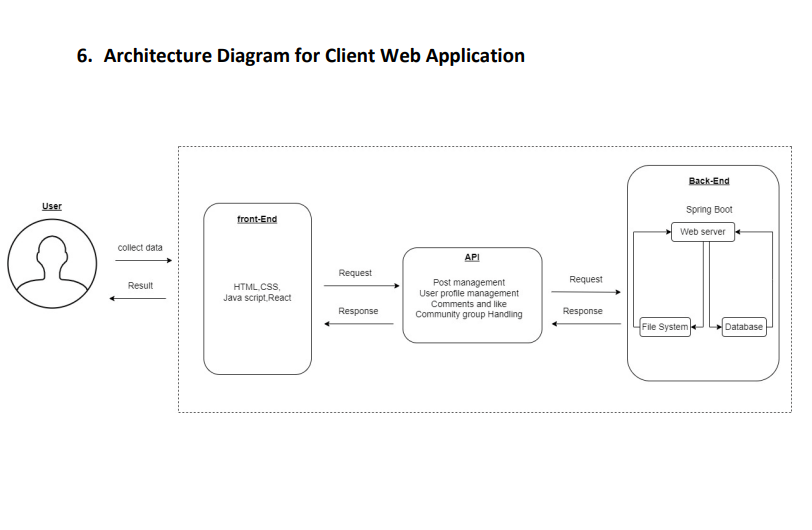 6. Architecture Diagram for Client Web Application
User
collect data
Result
front-End
HTML,CSS,
Java script,React
Request
Response
API
Post management
User profile management
Comments and like
Community group Handling
Request
Response
Back-End
Spring Boot
Web server
File System
Database